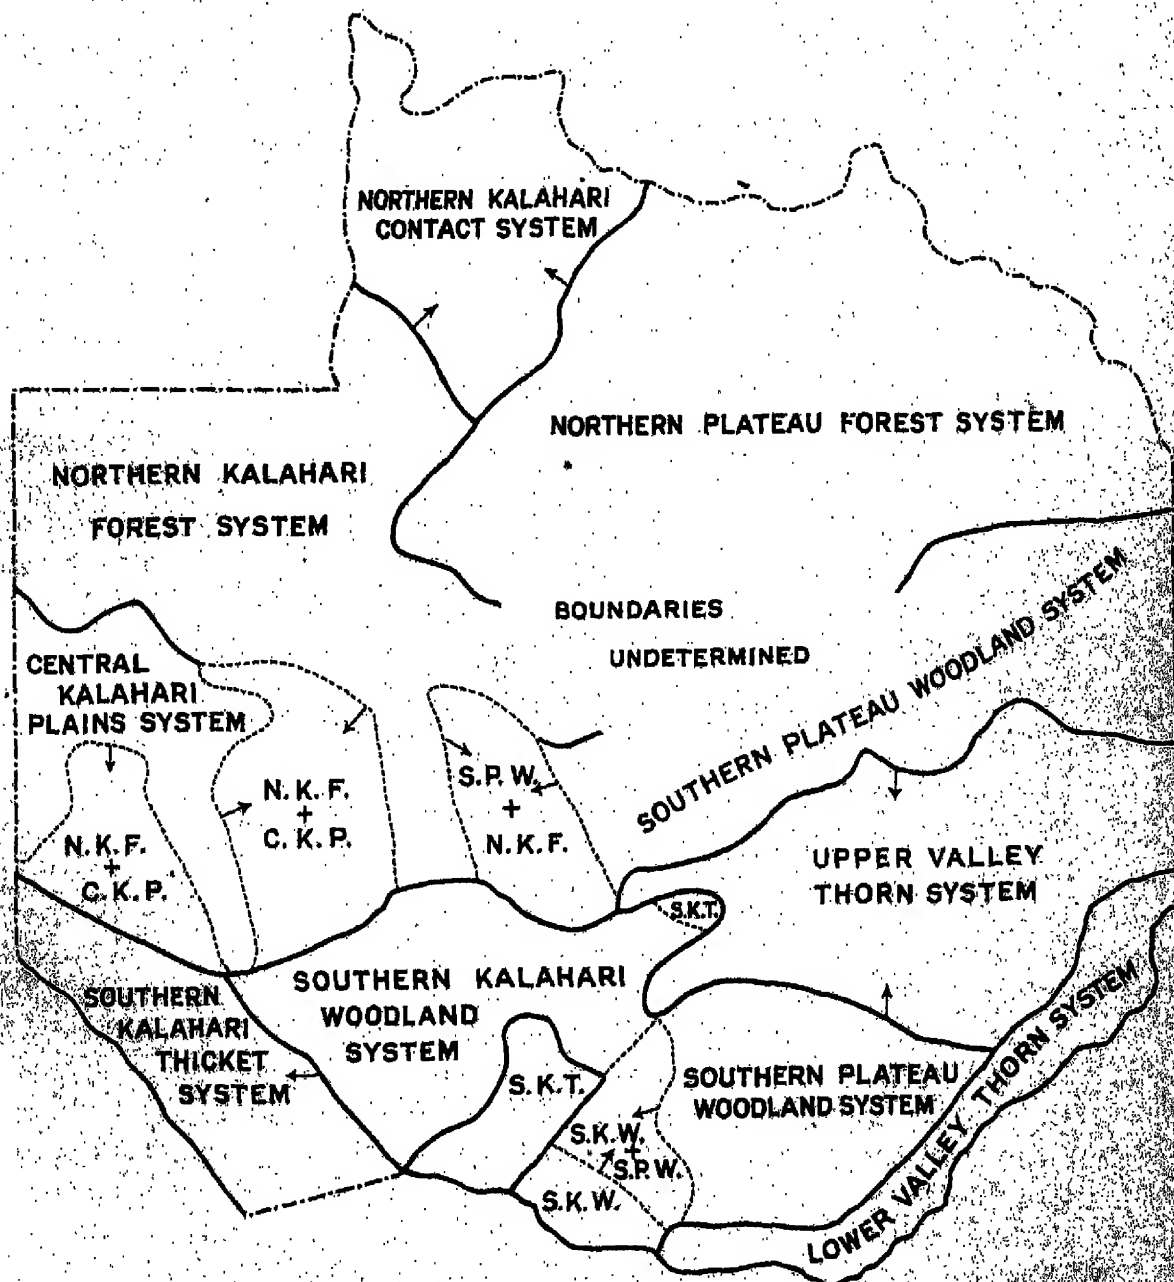 NORTHERN KALAHARI
CONTACT SYSTEM
NORTHERN PLATEAU FOREST SYSTEM
NORTHERN KALAHARI
FOREST SYSTEM
BOUNDARIES
UNDETERMINED
SOUTHERN PLATEAU WOODLAND SYSTEM
CENTRAL
KALAHARI
PLAINS SYSTEM
N. K. F.
+
C. K. P.
S. P. W.
+
N. K. F.
N. K. F.
+
C. K. P.
UPPER VALLEY
THORN SYSTEM
S.K.T.
SOUTHERN KALAHARI
WOODLAND
SYSTEM
SOUTHERN
KALAHARI
THICKET
SYSTEM
S.K.T.
SOUTHERN PLATEAU
WOODLAND SYSTEM
S.K.W.
+
S.P.W.
S.K.W.
LOWER VALLEY THORN SYSTEM